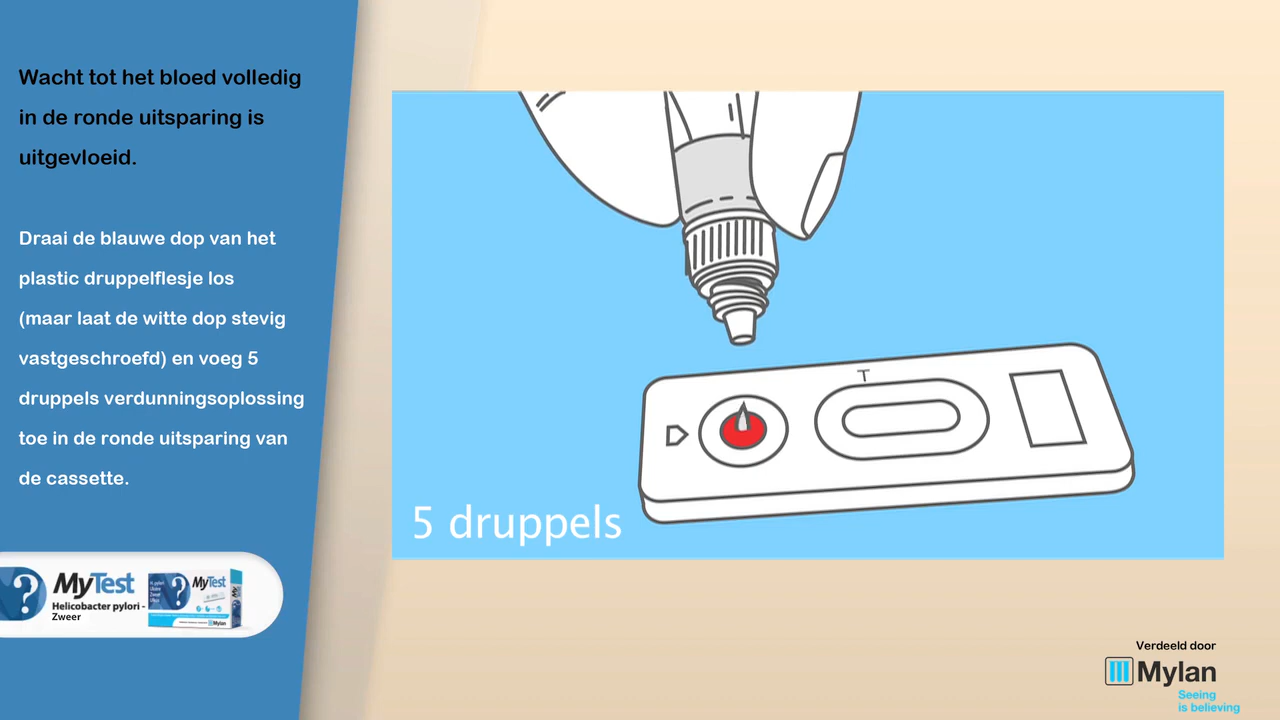 Wacht tot het bloed volledig
in de ronde uitsparing is
uitgevloeid.
Draai de blauwe dop van het
plastic druppelflesje los
(maar laat de witte dop stevig
vastgeschroefd) en voeg 5
druppels verdunningsoplossing
toe in de ronde uitsparing van
de cassette.
T
5 druppels
?
MyTest
Helicobacter pylori -
Zweer
?
MyTest
Mylan
Verdeeld door
Mylan
Seeing
is believing